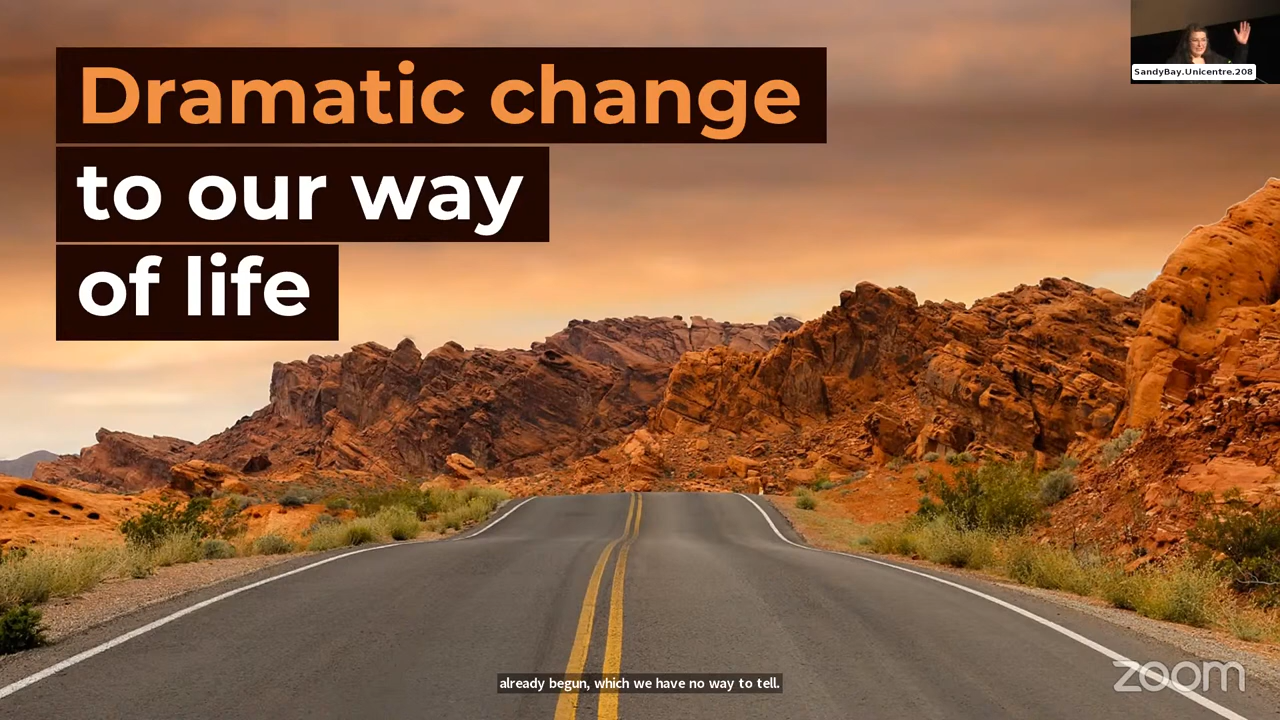 Dramatic change
to our way
of life
SandyBay.Unicentre.208
already begun, which we have no way to tell.
zoom